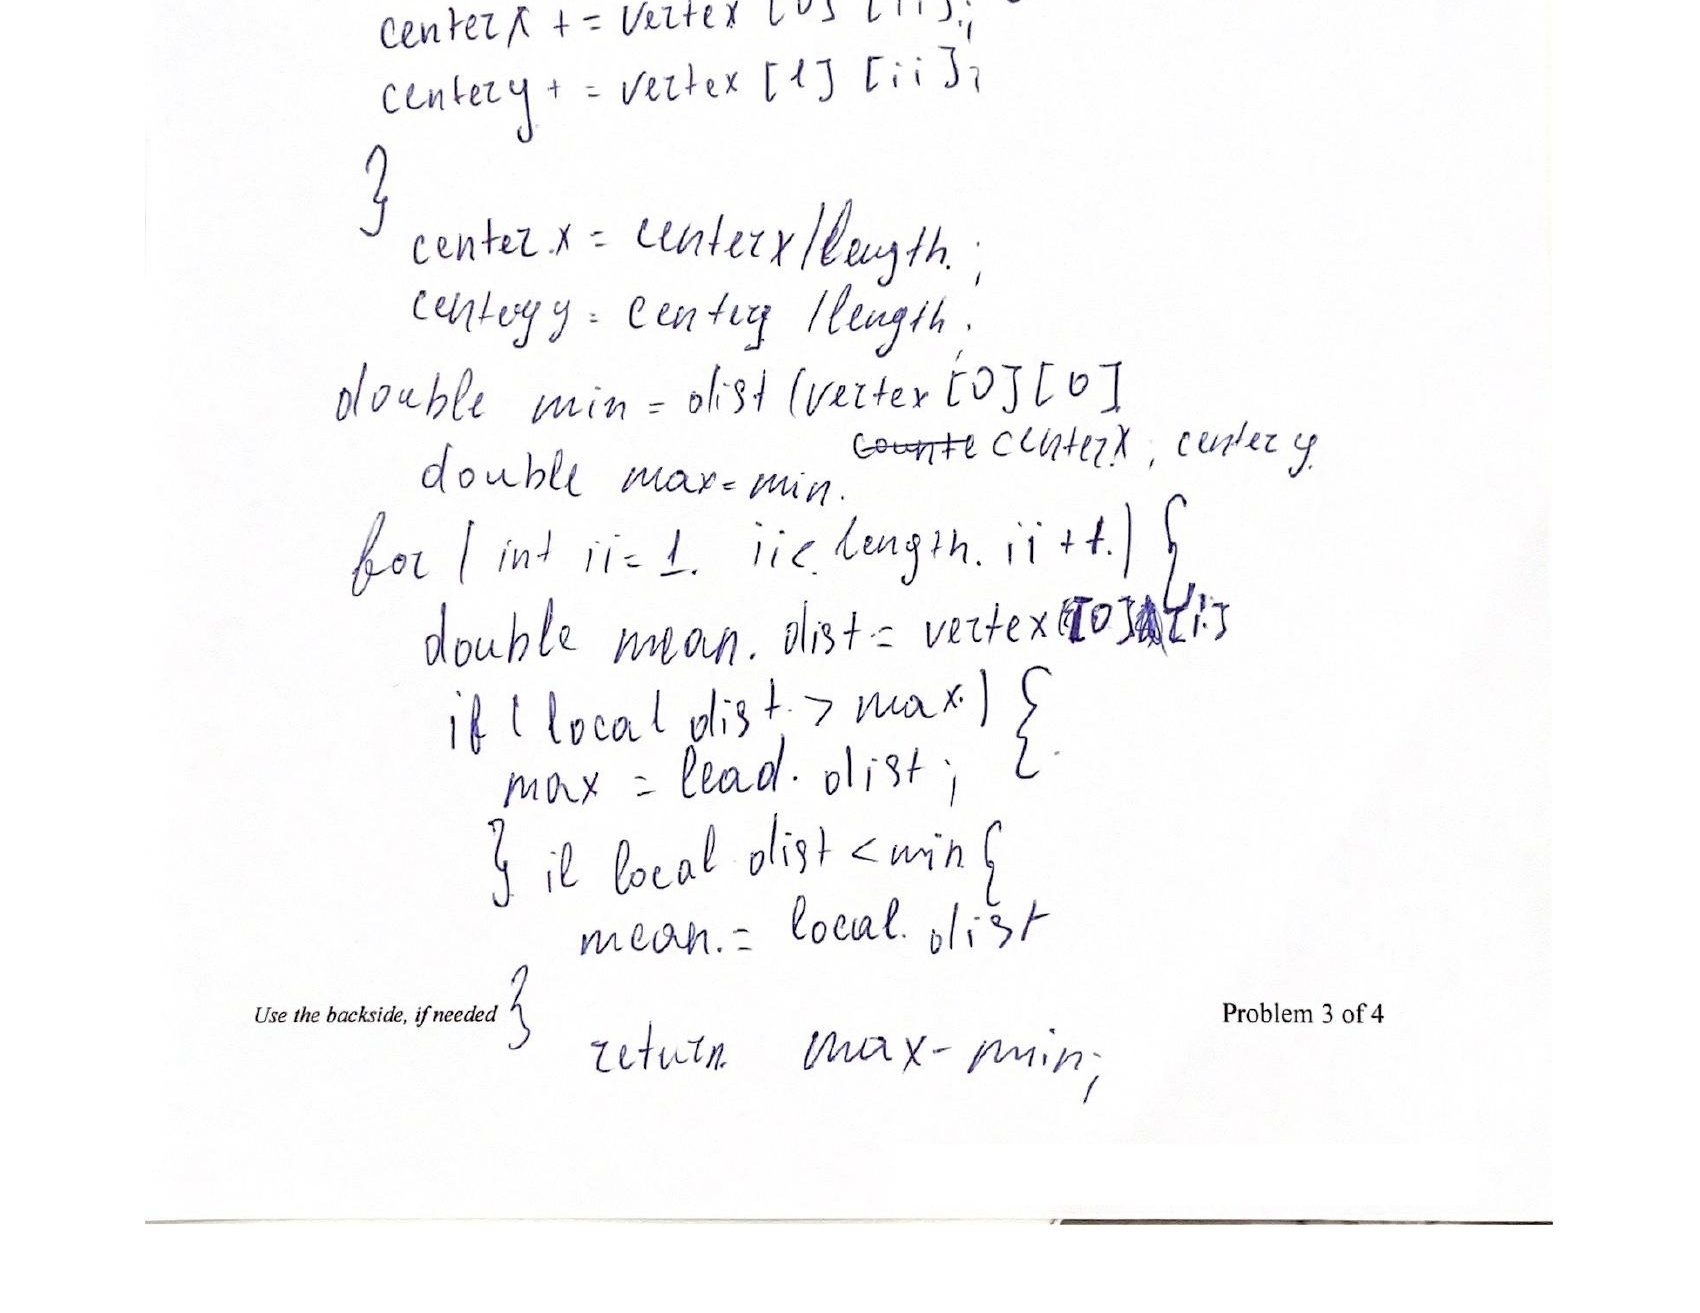 centerx += vertex [0] [ii];
centery + = vertex [1] [ii];
}
center.x = centerx/length.;
centery = centery /length.
double min = dist (vertex [0] [0]
counte centerx, centery
double max = min.
for ( int ii = 1. ii < length. ii ++.) {
double mean. dist = vertex [0] [i]
if ( local dist. > max.) {
max = lead. dist ; {
} if local dist < min {
mean. = local. dist
Use the backside, if needed }
Problem 3 of 4
return max - min;